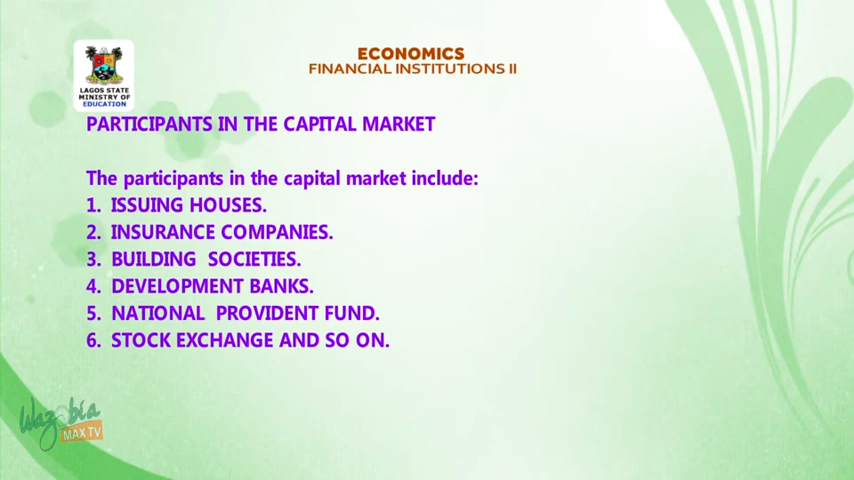 ECONOMICS
FINANCIAL INSTITUTIONS II
LAGOS STATE
MINISTRY OF
EDUCATION
PARTICIPANTS IN THE CAPITAL MARKET
The participants in the capital market include:
1. ISSUING HOUSES.
2. INSURANCE COMPANIES.
3. BUILDING SOCIETIES.
4. DEVELOPMENT BANKS.
5. NATIONAL PROVIDENT FUND.
6. STOCK EXCHANGE AND SO ON.
Wazobia
MAX TV